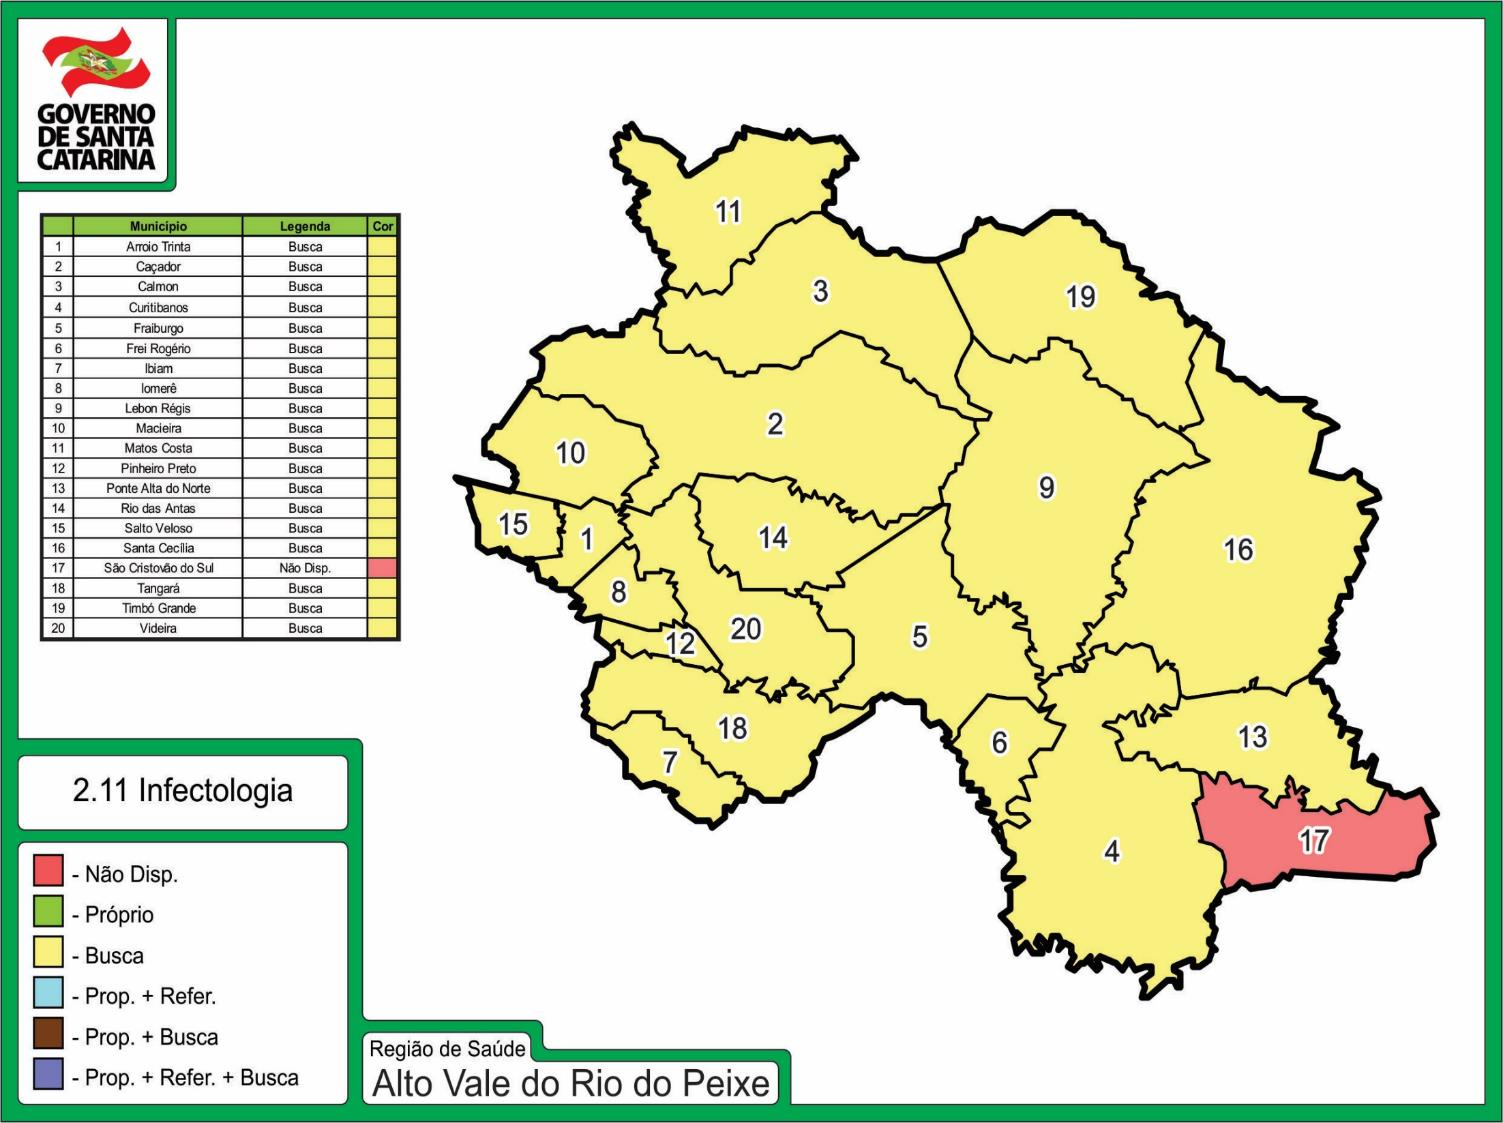 GOVERNO
DE SANTA
CATARINA
Município Legenda Cor
1 Arroio Trinta Busca
2 Caçador Busca
3 Calmon Busca
4 Curitibanos Busca
5 Fraiburgo Busca
6 Frei Rogério Busca
7 Ibiam Busca
8 Iomerê Busca
9 Lebon Régis Busca
10 Macieira Busca
11 Matos Costa Busca
12 Pinheiro Preto Busca
13 Ponte Alta do Norte Busca
14 Rio das Antas Busca
15 Salto Veloso Busca
16 Santa Cecília Busca
17 São Cristovão do Sul Não Disp.
18 Tangará Busca
19 Timbó Grande Busca
20 Videira Busca
11
3
19
2
10
9
15
1
14
16
8
20
12
5
18
7
6
13
4
17
2.11 Infectologia
- Não Disp.
- Próprio
- Busca
- Prop. + Refer.
- Prop. + Busca
- Prop. + Refer. + Busca
Região de Saúde
Alto Vale do Rio do Peixe